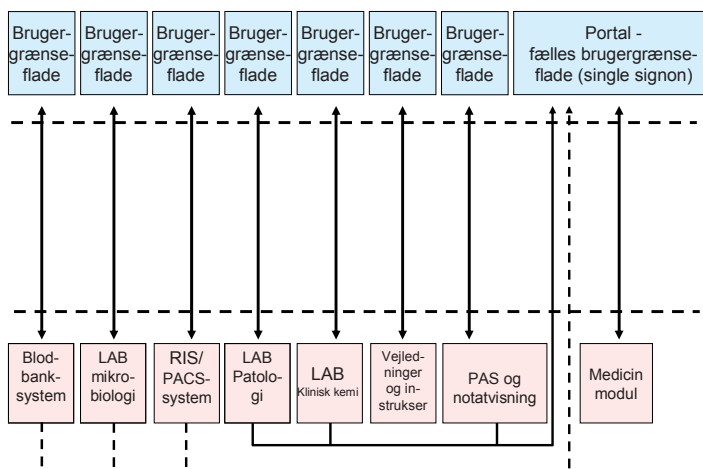 Bruger-
grænse-
flade
Bruger-
grænse-
flade
Bruger-
grænse-
flade
Bruger-
grænse-
flade
Bruger-
grænse-
flade
Bruger-
grænse-
flade
Bruger-
grænse-
flade
Portal -
fælles brugergrænse-
flade (single signon)
Blod-
bank-
system
LAB
mikro-
biologi
RIS/
PACS-
system
LAB
Patolo-
gi
LAB
Klinisk kemi
Vejled-
ninger
og in-
strukser
PAS og
notatvisning
Medicin
modul